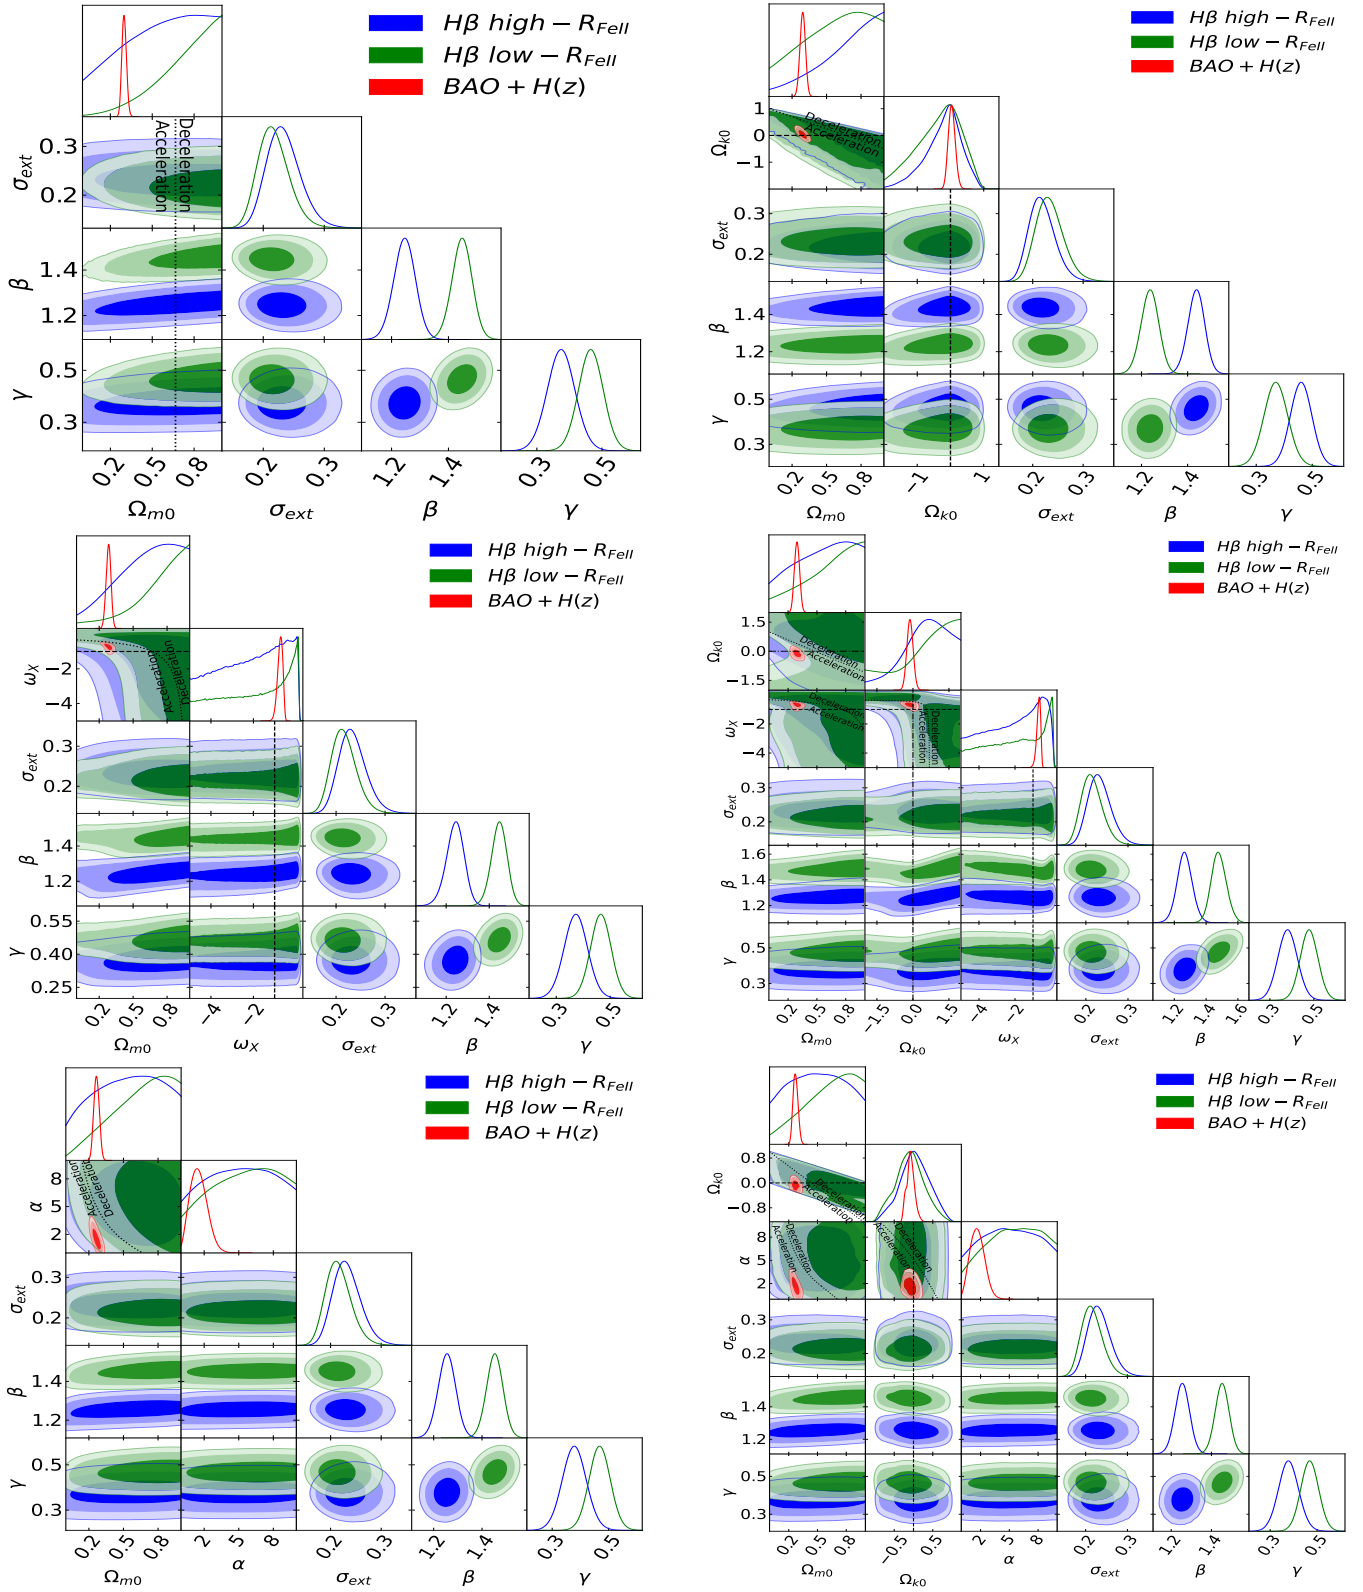 Hβ high − R_FeII
Hβ low − R_FeII
BAO + H(z)
Deceleration
Acceleration
σ_ext
0.3
0.2
β
1.4
1.2
γ
0.5
0.3
0.2 0.5 0.8 0.2 0.3 1.2 1.4 0.3 0.5
Ω_m0 σ_ext β γ
Hβ high − R_FeII
Hβ low − R_FeII
BAO + H(z)
Deceleration
Acceleration
Ω_k0
1
0
−1
σ_ext
0.3
0.2
β
1.4
1.2
γ
0.5
0.3
0.2 0.5 0.8 −1 1 0.2 0.3 1.2 1.4 0.3 0.5
Ω_m0 Ω_k0 σ_ext β γ
Hβ high − R_FeII
Hβ low − R_FeII
BAO + H(z)
Acceleration
Deceleration
ω_X
−2
−4
σ_ext
0.3
0.2
β
1.4
1.2
γ
0.55
0.40
0.25
0.2 0.5 0.8 −4 −2 0.2 0.3 1.2 1.4 0.3 0.5
Ω_m0 ω_X σ_ext β γ
Hβ high − R_FeII
Hβ low − R_FeII
BAO + H(z)
Ω_k0
1.5
0.0
−1.5
Deceleration
Acceleration
ω_X
−2
−4
Deceleration
Acceleration
Deceleration
Acceleration
σ_ext
0.3
0.2
β
1.6
1.4
1.2
γ
0.5
0.3
0.2 0.5 0.8 −1.5 0.0 1.5 −4 −2 0.2 0.3 1.2 1.4 1.6 0.3 0.5
Ω_m0 Ω_k0 ω_X σ_ext β γ
Hβ high − R_FeII
Hβ low − R_FeII
BAO + H(z)
Acceleration
Deceleration
α
8
5
2
σ_ext
0.3
0.2
β
1.4
1.2
γ
0.5
0.3
0.2 0.5 0.8 2 5 8 0.2 0.3 1.2 1.4 0.3 0.5
Ω_m0 α σ_ext β γ
Hβ high − R_FeII
Hβ low − R_FeII
BAO + H(z)
Ω_k0
0.8
0.0
−0.8
Deceleration
Acceleration
α
8
5
2
Acceleration
Deceleration
Acceleration
Deceleration
σ_ext
0.3
0.2
β
1.4
1.2
γ
0.5
0.3
0.2 0.5 0.8 −0.5 0.5 2 5 8 0.2 0.3 1.2 1.4 0.3 0.5
Ω_m0 Ω_k0 α σ_ext β γ